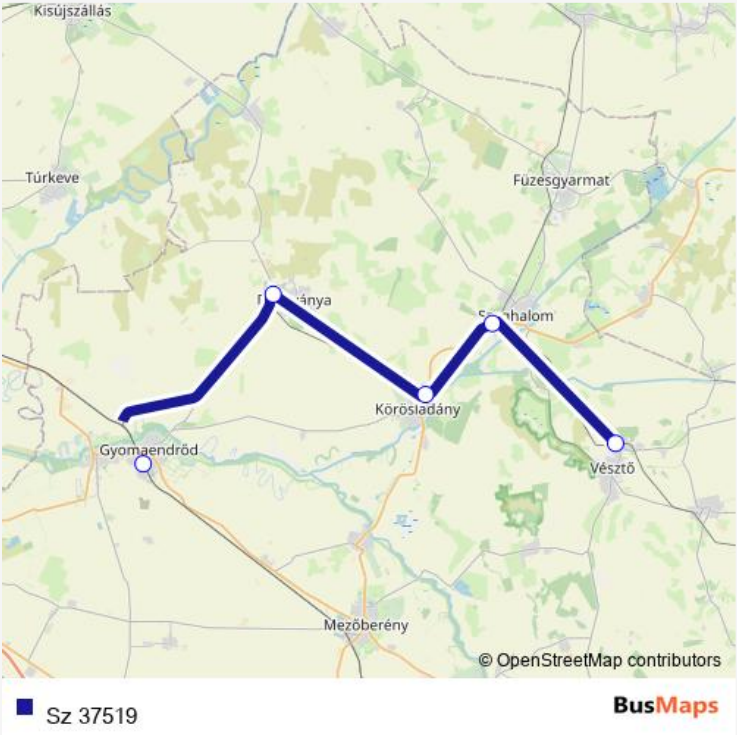 Kisújszállás
Túrkeve
Füzesgyarmat
Körösladány
Gyomaendrőd
Vésztő
Mezőberény
© OpenStreetMap contributors
Sz 37519
BusMaps